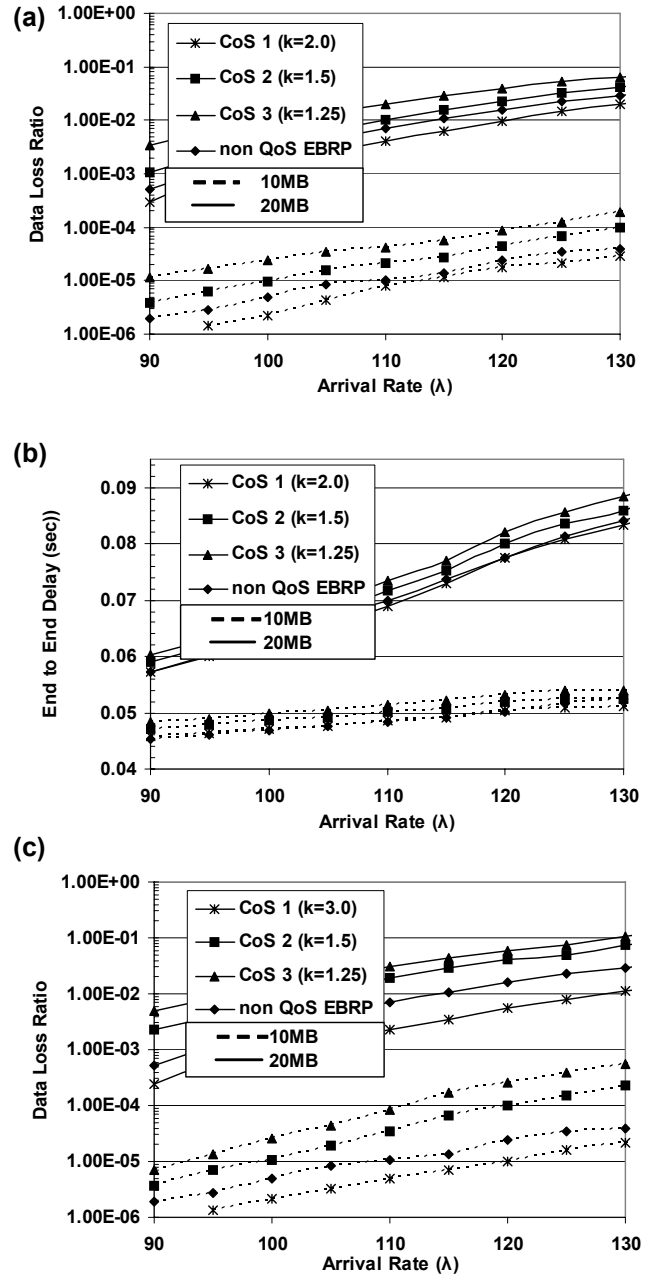 (a)
1.00E+00
1.00E-01
1.00E-02
1.00E-03
1.00E-04
1.00E-05
1.00E-06
Data Loss Ratio
CoS 1 (k=2.0)
CoS 2 (k=1.5)
CoS 3 (k=1.25)
non QoS EBRP
10MB
20MB
90 100 110 120 130
Arrival Rate (λ)
(b)
0.09
0.08
0.07
0.06
0.05
0.04
End to End Delay (sec))
CoS 1 (k=2.0)
CoS 2 (k=1.5)
CoS 3 (k=1.25)
non QoS EBRP
10MB
20MB
90 100 110 120 130
Arrival Rate (λ)
(c)
1.00E+00
1.00E-01
1.00E-02
1.00E-03
1.00E-04
1.00E-05
1.00E-06
Data Loss Ratio
CoS 1 (k=3.0)
CoS 2 (k=1.5)
CoS 3 (k=1.25)
non QoS EBRP
10MB
20MB
90 100 110 120 130
Arrival Rate (λ)